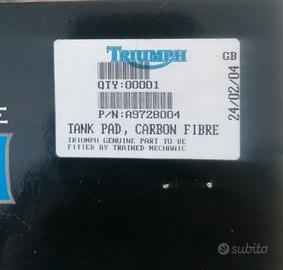 TRIUMPH
GB
QTY:00001
P/N:A9728004
24/02/04
TANK PAD, CARBON FIBRE
TRIUMPH GENUINE PART TO BE
FITTED BY TRAINED MECHANIC
E
subito